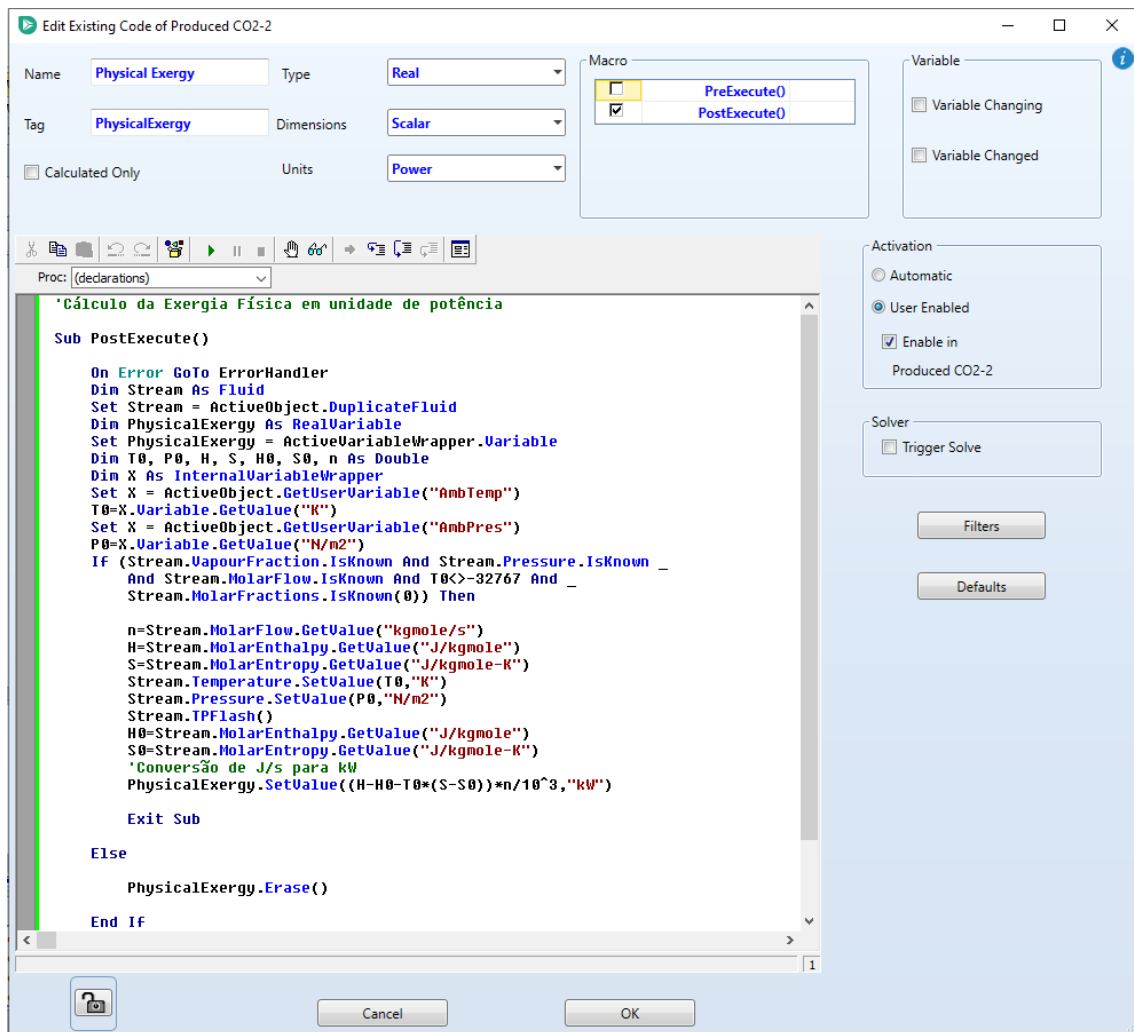 Edit Existing Code of Produced CO2-2
Name Physical Exergy Type Real
Tag PhysicalExergy Dimensions Scalar
Calculated Only Units Power
Macro
PreExecute()
PostExecute()
Variable
Variable Changing
Variable Changed
Proc: (declarations)
'Cálculo da Exergia Física em unidade de potência
Sub PostExecute()
On Error GoTo ErrorHandler
Dim Stream As Fluid
Set Stream = ActiveObject.DuplicateFluid
Dim PhysicalExergy As RealVariable
Set PhysicalExergy = ActiveVariableWrapper.Variable
Dim T0, P0, H, S, H0, S0, n As Double
Dim X As InternalVariableWrapper
Set X = ActiveObject.GetUserVariable("AmbTemp")
T0=X.Variable.GetValue("K")
Set X = ActiveObject.GetUserVariable("AmbPres")
P0=X.Variable.GetValue("N/m2")
If (Stream.VapourFraction.IsKnown And Stream.Pressure.IsKnown _
And Stream.MolarFlow.IsKnown And T0<>-32767 And _
Stream.MolarFractions.IsKnown(0)) Then
n=Stream.MolarFlow.GetValue("kgmole/s")
H=Stream.MolarEnthalpy.GetValue("J/kgmole")
S=Stream.MolarEntropy.GetValue("J/kgmole-K")
Stream.Temperature.SetValue(T0,"K")
Stream.Pressure.SetValue(P0,"N/m2")
Stream.TPFlash()
H0=Stream.MolarEnthalpy.GetValue("J/kgmole")
S0=Stream.MolarEntropy.GetValue("J/kgmole-K")
'Conversão de J/s para kW
PhysicalExergy.SetValue((H-H0-T0*(S-S0))*n/10^3,"kW")
Exit Sub
Else
PhysicalExergy.Erase()
End If
1
Activation
Automatic
User Enabled
Enable in
Produced CO2-2
Solver
Trigger Solve
Filters
Defaults
Cancel OK